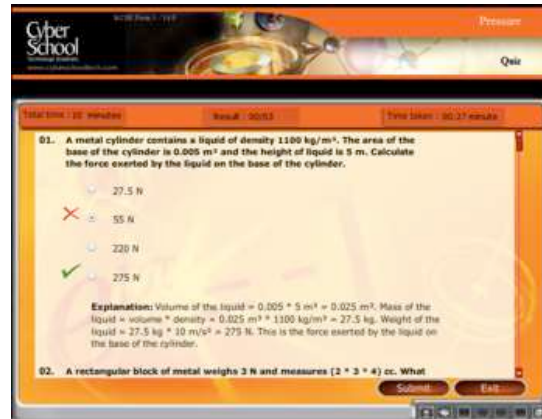 Cyber
School
Pressure
Quiz
Total time : 10 minutes
Result : 00/03
Time taken : 00:27 minute
01. A metal cylinder contains a liquid of density 1100 kg/m³. The area of the
base of the cylinder is 0.005 m² and the height of liquid is 5 m. Calculate
the force exerted by the liquid on the base of the cylinder.
27.5 N
55 N
220 N
275 N
Explanation: Volume of the liquid = 0.005 * 5 m³ = 0.025 m³. Mass of the
liquid = volume * density = 0.025 m³ * 1100 kg/m³ = 27.5 kg. Weight of the
liquid = 27.5 kg * 10 m/s² = 275 N. This is the force exerted by the liquid on
the base of the cylinder.
02. A rectangular block of metal weighs 3 N and measures (2 * 3 * 4) cc. What
Submit
Exit